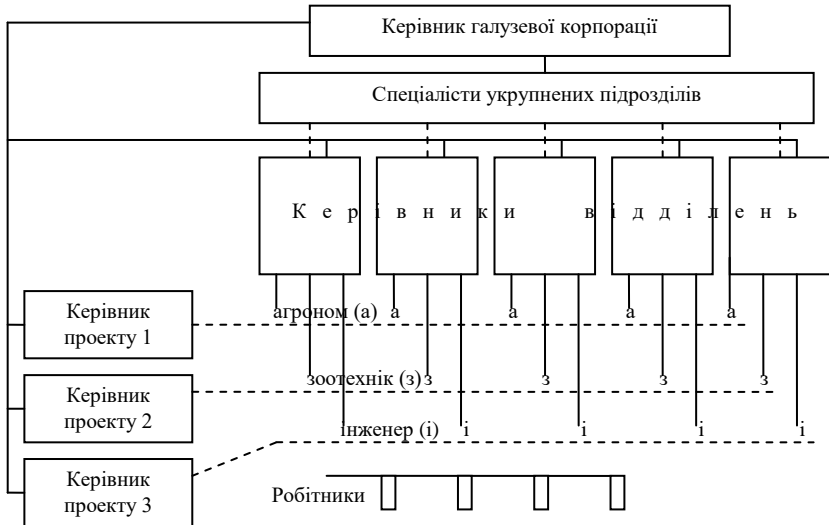 Керівник галузевої корпорації
Спеціалісти укрупнених підрозділів
К е р і в н и к и в і д д і л е н ь
Керівник
проекту 1
агроном (а) а а а а
Керівник
проекту 2
зоотехнік (з) з з з з
інженер (і) і і і і
Керівник
проекту 3
Робітники